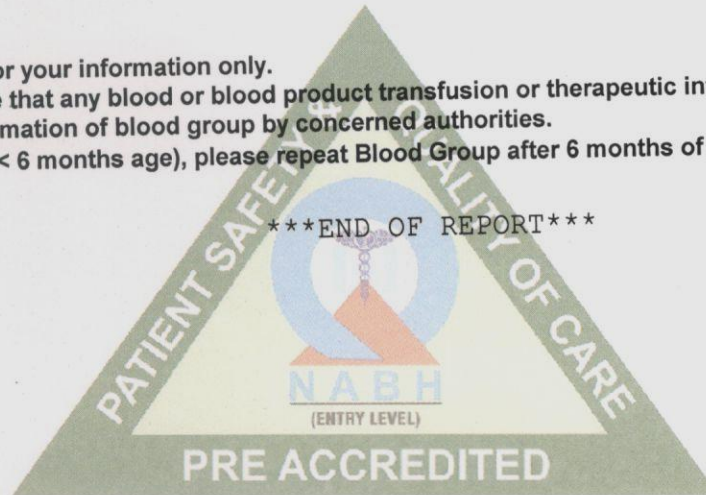 or your information only.
that any blood or blood product transfusion or therapeutic
mation of blood group by concerned authorities.
< 6 months age), please repeat Blood Group after 6 months of
***END OF REPORT***
PATIENT SAFETY &
QUALITY OF CARE
NABH
(ENTRY LEVEL)
PRE ACCREDITED